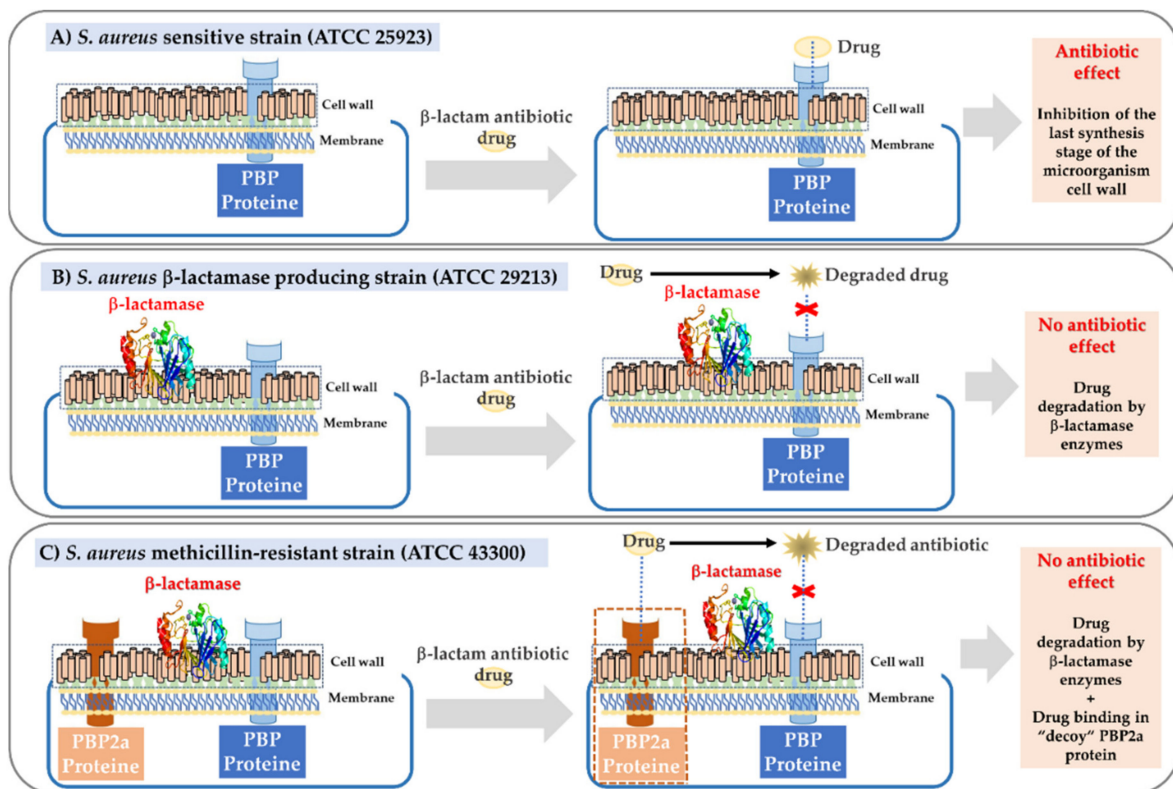 A) S. aureus sensitive strain (ATCC 25923)
Cell wall
Membrane
PBP
Proteine
β-lactam antibiotic
drug
Drug
Cell wall
Membrane
PBP
Proteine
Antibiotic
effect
Inhibition of the
last synthesis
stage of the
microorganism
cell wall
B) S. aureus β-lactamase producing strain (ATCC 29213)
β-lactamase
Cell wall
Membrane
PBP
Proteine
β-lactam antibiotic
drug
Drug
Degraded drug
β-lactamase
Cell wall
Membrane
PBP
Proteine
No antibiotic
effect
Drug
degradation by
β-lactamase
enzymes
C) S. aureus methicillin-resistant strain (ATCC 43300)
β-lactamase
Cell wall
Membrane
PBP2a
Proteine
PBP
Proteine
β-lactam antibiotic
drug
Drug
Degraded antibiotic
β-lactamase
Cell wall
Membrane
PBP2a
Proteine
PBP
Proteine
No antibiotic
effect
Drug
degradation by
β-lactamase
enzymes
+
Drug binding in
“decoy“ PBP2a
protein